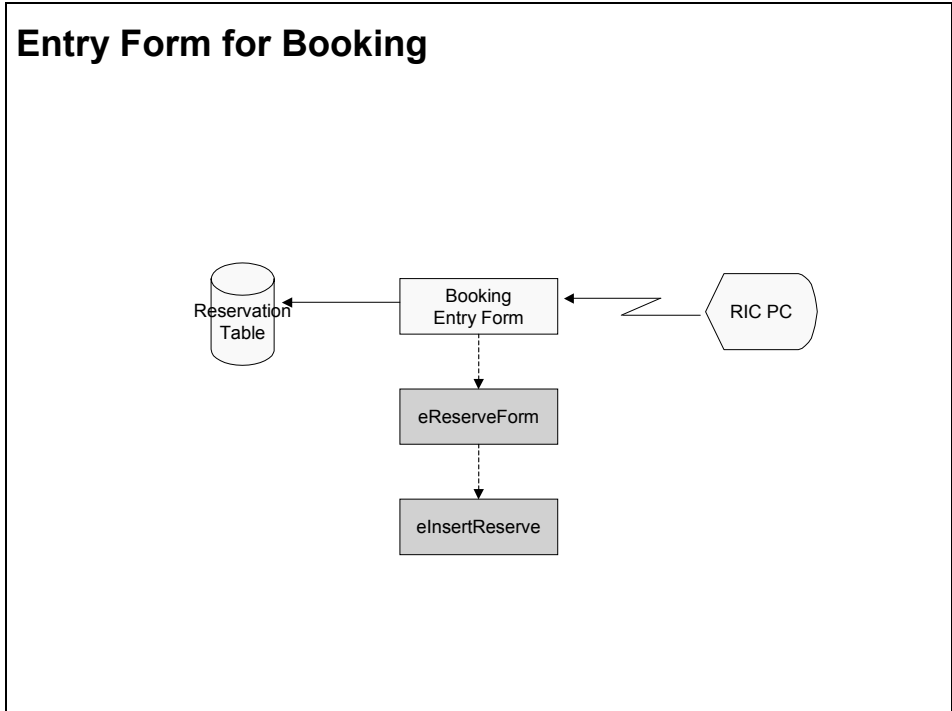 Entry Form for Booking
Reservation
Table
Booking
Entry Form
RIC PC
eReserveForm
eInsertReserve